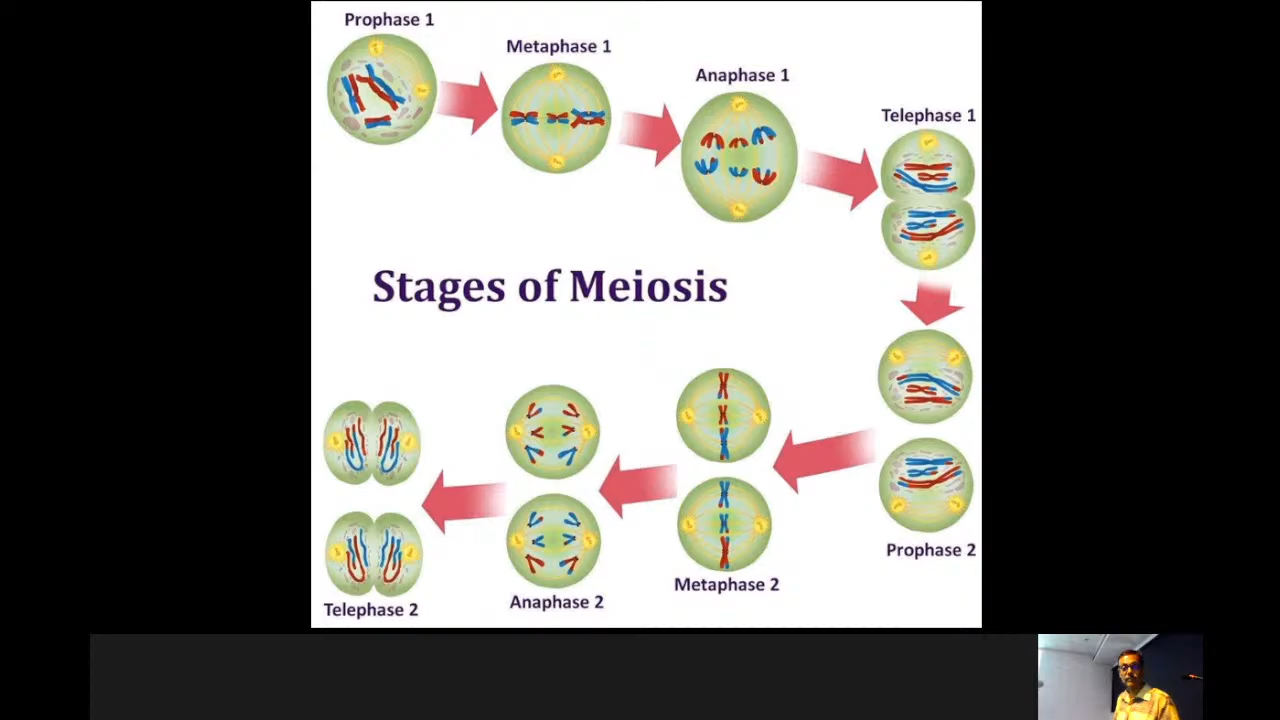 Prophase 1
Metaphase 1
Anaphase 1
Telephase 1
Stages of Meiosis
Prophase 2
Metaphase 2
Anaphase 2
Telephase 2